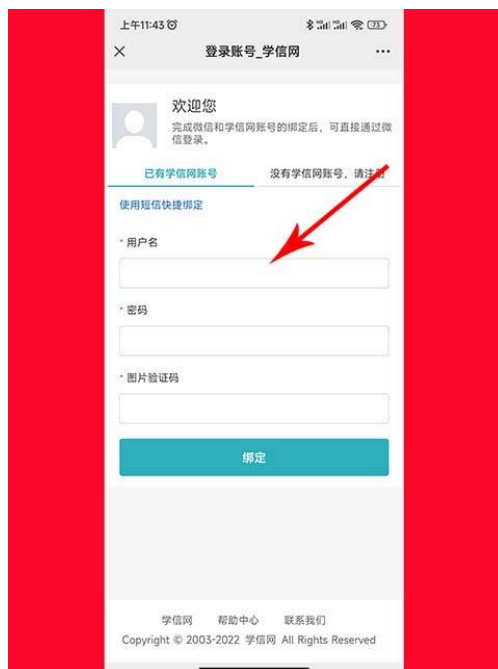 上午11:43
73
登录账号_学信网
欢迎您
完成微信和学信网账号的绑定后，可直接通过微
信登录。
已有学信网账号
没有学信网账号，请注册
使用短信快捷绑定
* 用户名
* 密码
* 图片验证码
绑定
学信网 帮助中心 联系我们
Copyright © 2003-2022 学信网 All Rights Reserved